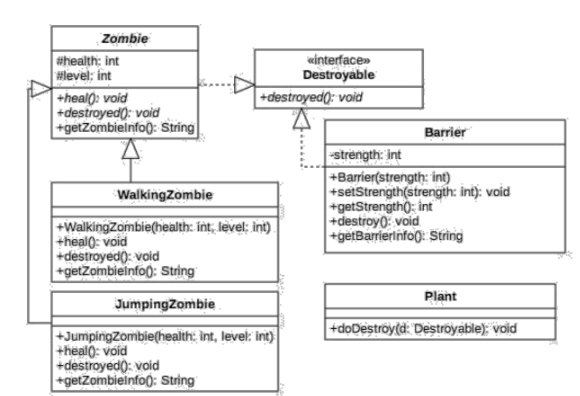 Zombie
#health: int
#level: int
+heal(): void
+destroyed(): void
+getZombieInfo(): String
«interface»
Destroyable
+destroyed(): void
Barrier
-strength: int
+Barrier(strength: int)
+setStrength(strength: int): void
+getStrength(): int
+destroy(): void
+getBarrierInfo(): String
WalkingZombie
+WalkingZombie(health: int, level: int)
+heal(): void
+destroyed(): void
+getZombieInfo(): String
JumpingZombie
+JumpingZombie(health: int, level: int)
+heal(): void
+destroyed(): void
+getZombieInfo(): String
Plant
+doDestroy(d: Destroyable): void